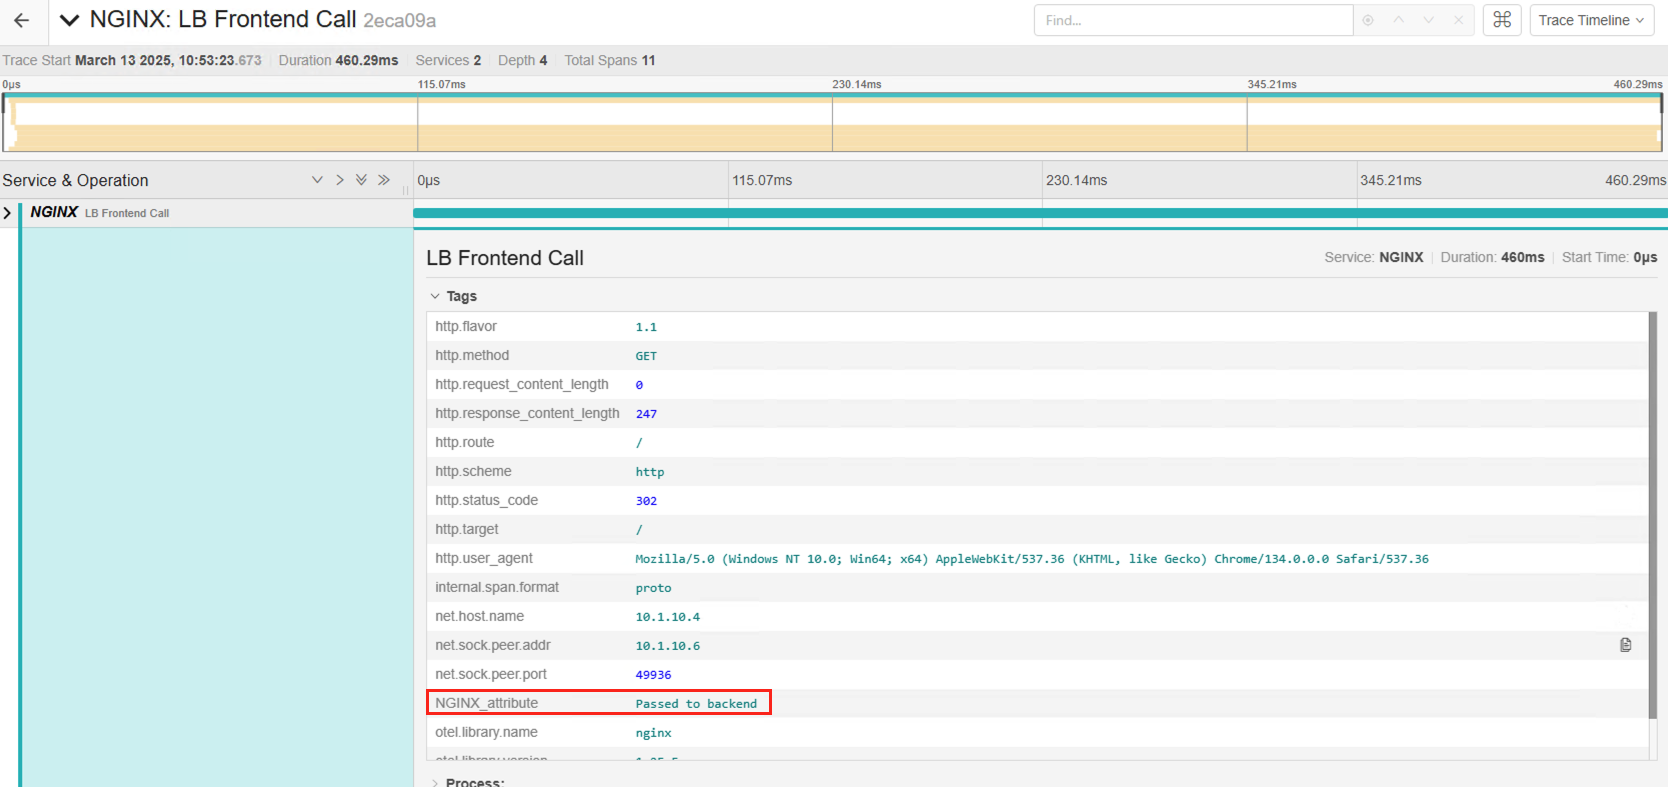 NGINX: LB Frontend Call 2eca09a
Find...
Trace Timeline
Trace Start March 13 2025, 10:53:23.673 Duration 460.29ms Services 2 Depth 4 Total Spans 11
0μs 115.07ms 230.14ms 345.21ms 460.29ms
Service & Operation 0μs 115.07ms 230.14ms 345.21ms 460.29ms
NGINX LB Frontend Call
LB Frontend Call Service: NGINX Duration: 460ms Start Time: 0μs
Tags
http.flavor 1.1
http.method GET
http.request_content_length 0
http.response_content_length 247
http.route /
http.scheme http
http.status_code 302
http.target /
http.user_agent Mozilla/5.0 (Windows NT 10.0; Win64; x64) AppleWebKit/537.36 (KHTML, like Gecko) Chrome/134.0.0.0 Safari/537.36
internal.span.format proto
net.host.name 10.1.10.4
net.sock.peer.addr 10.1.10.6
net.sock.peer.port 49936
NGINX_attribute Passed to backend
otel.library.name nginx
otel.library.version
Process: